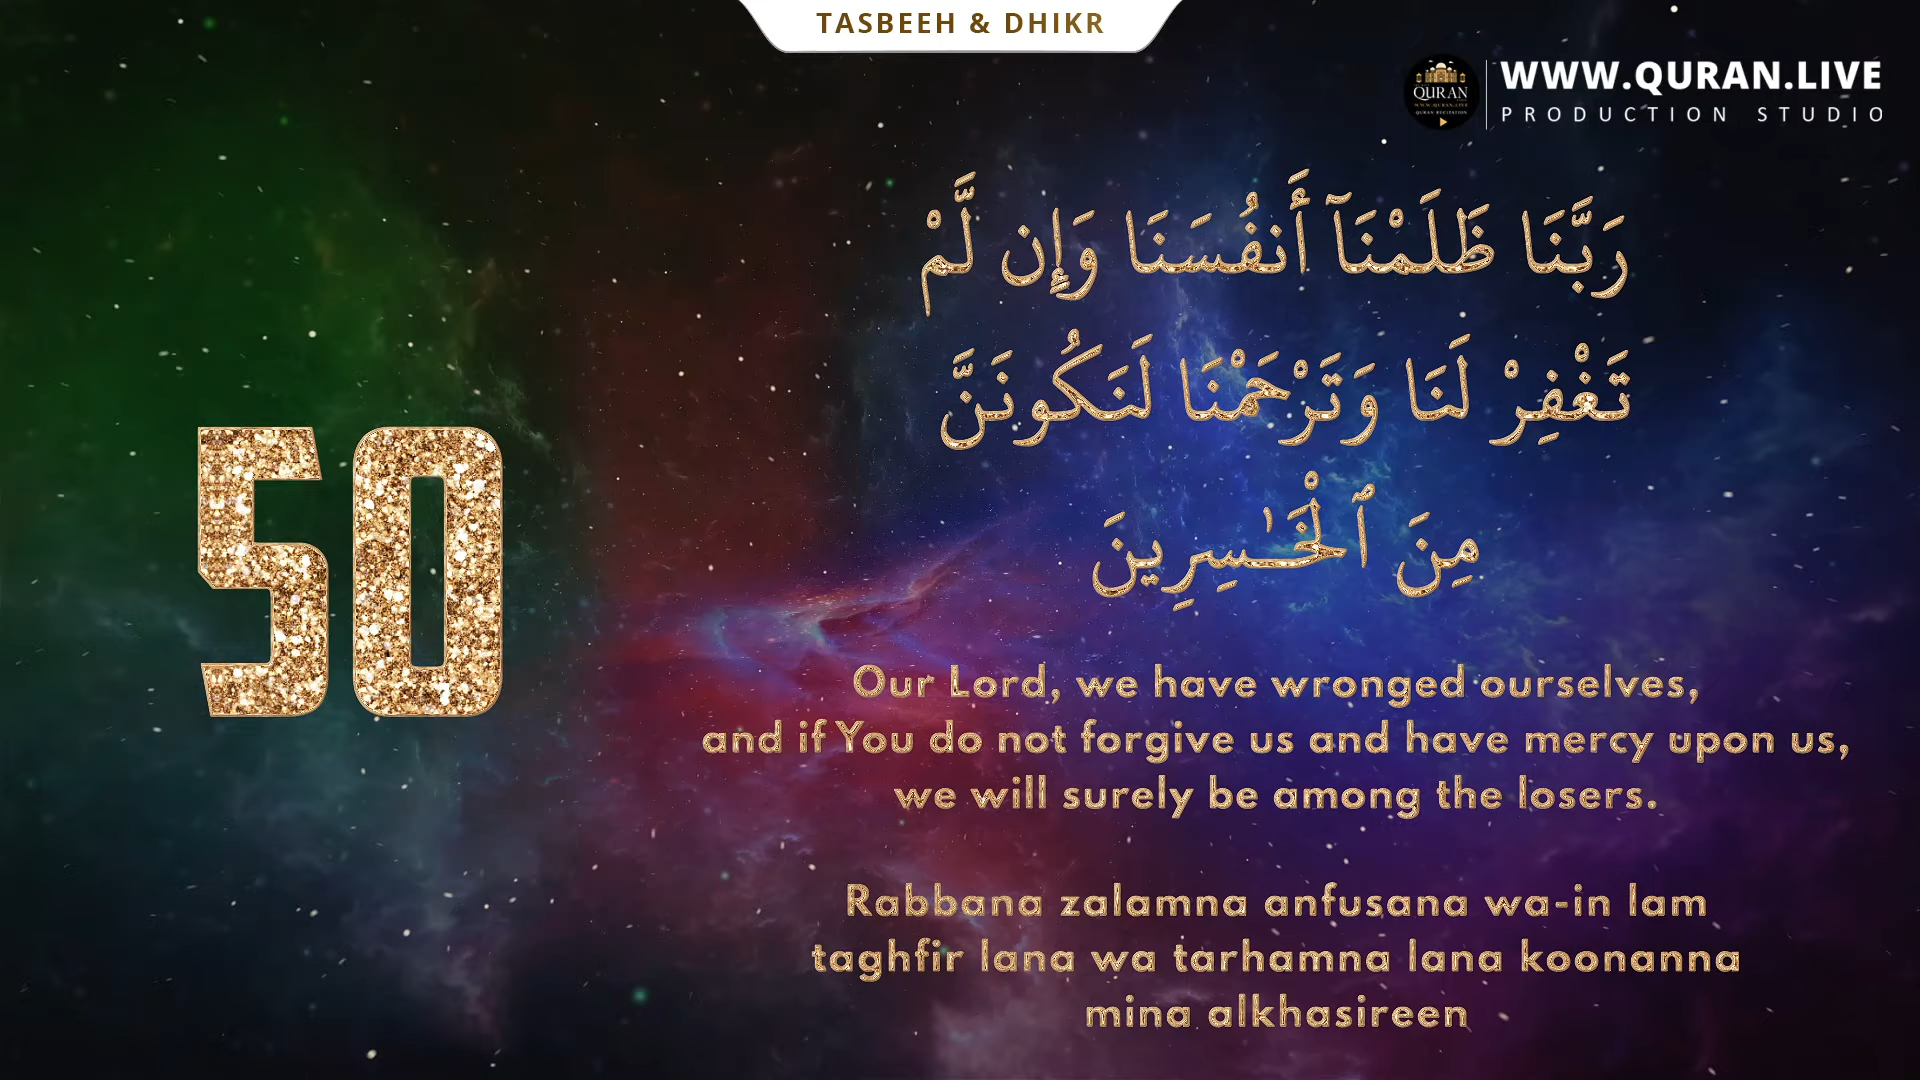 TASBEEH & DHIKR
QURAN
WWW.QURAN.LIVE
PRODUCTION STUDIO
رَبَّنَا ظَلَمْنَآ أَنفُسَنَا وَإِن لَّمْ
تَغْفِرْ لَنَا وَتَرْحَمْنَا لَنَكُونَنَّ
مِنَ ٱلْخَـٰسِرِينَ
50
Our Lord, we have wronged ourselves,
and if You do not forgive us and have mercy upon us,
we will surely be among the losers.
Rabbana zalamna anfusana wa-in lam
taghfir lana wa tarhamna lana koonanna
mina alkhasireen